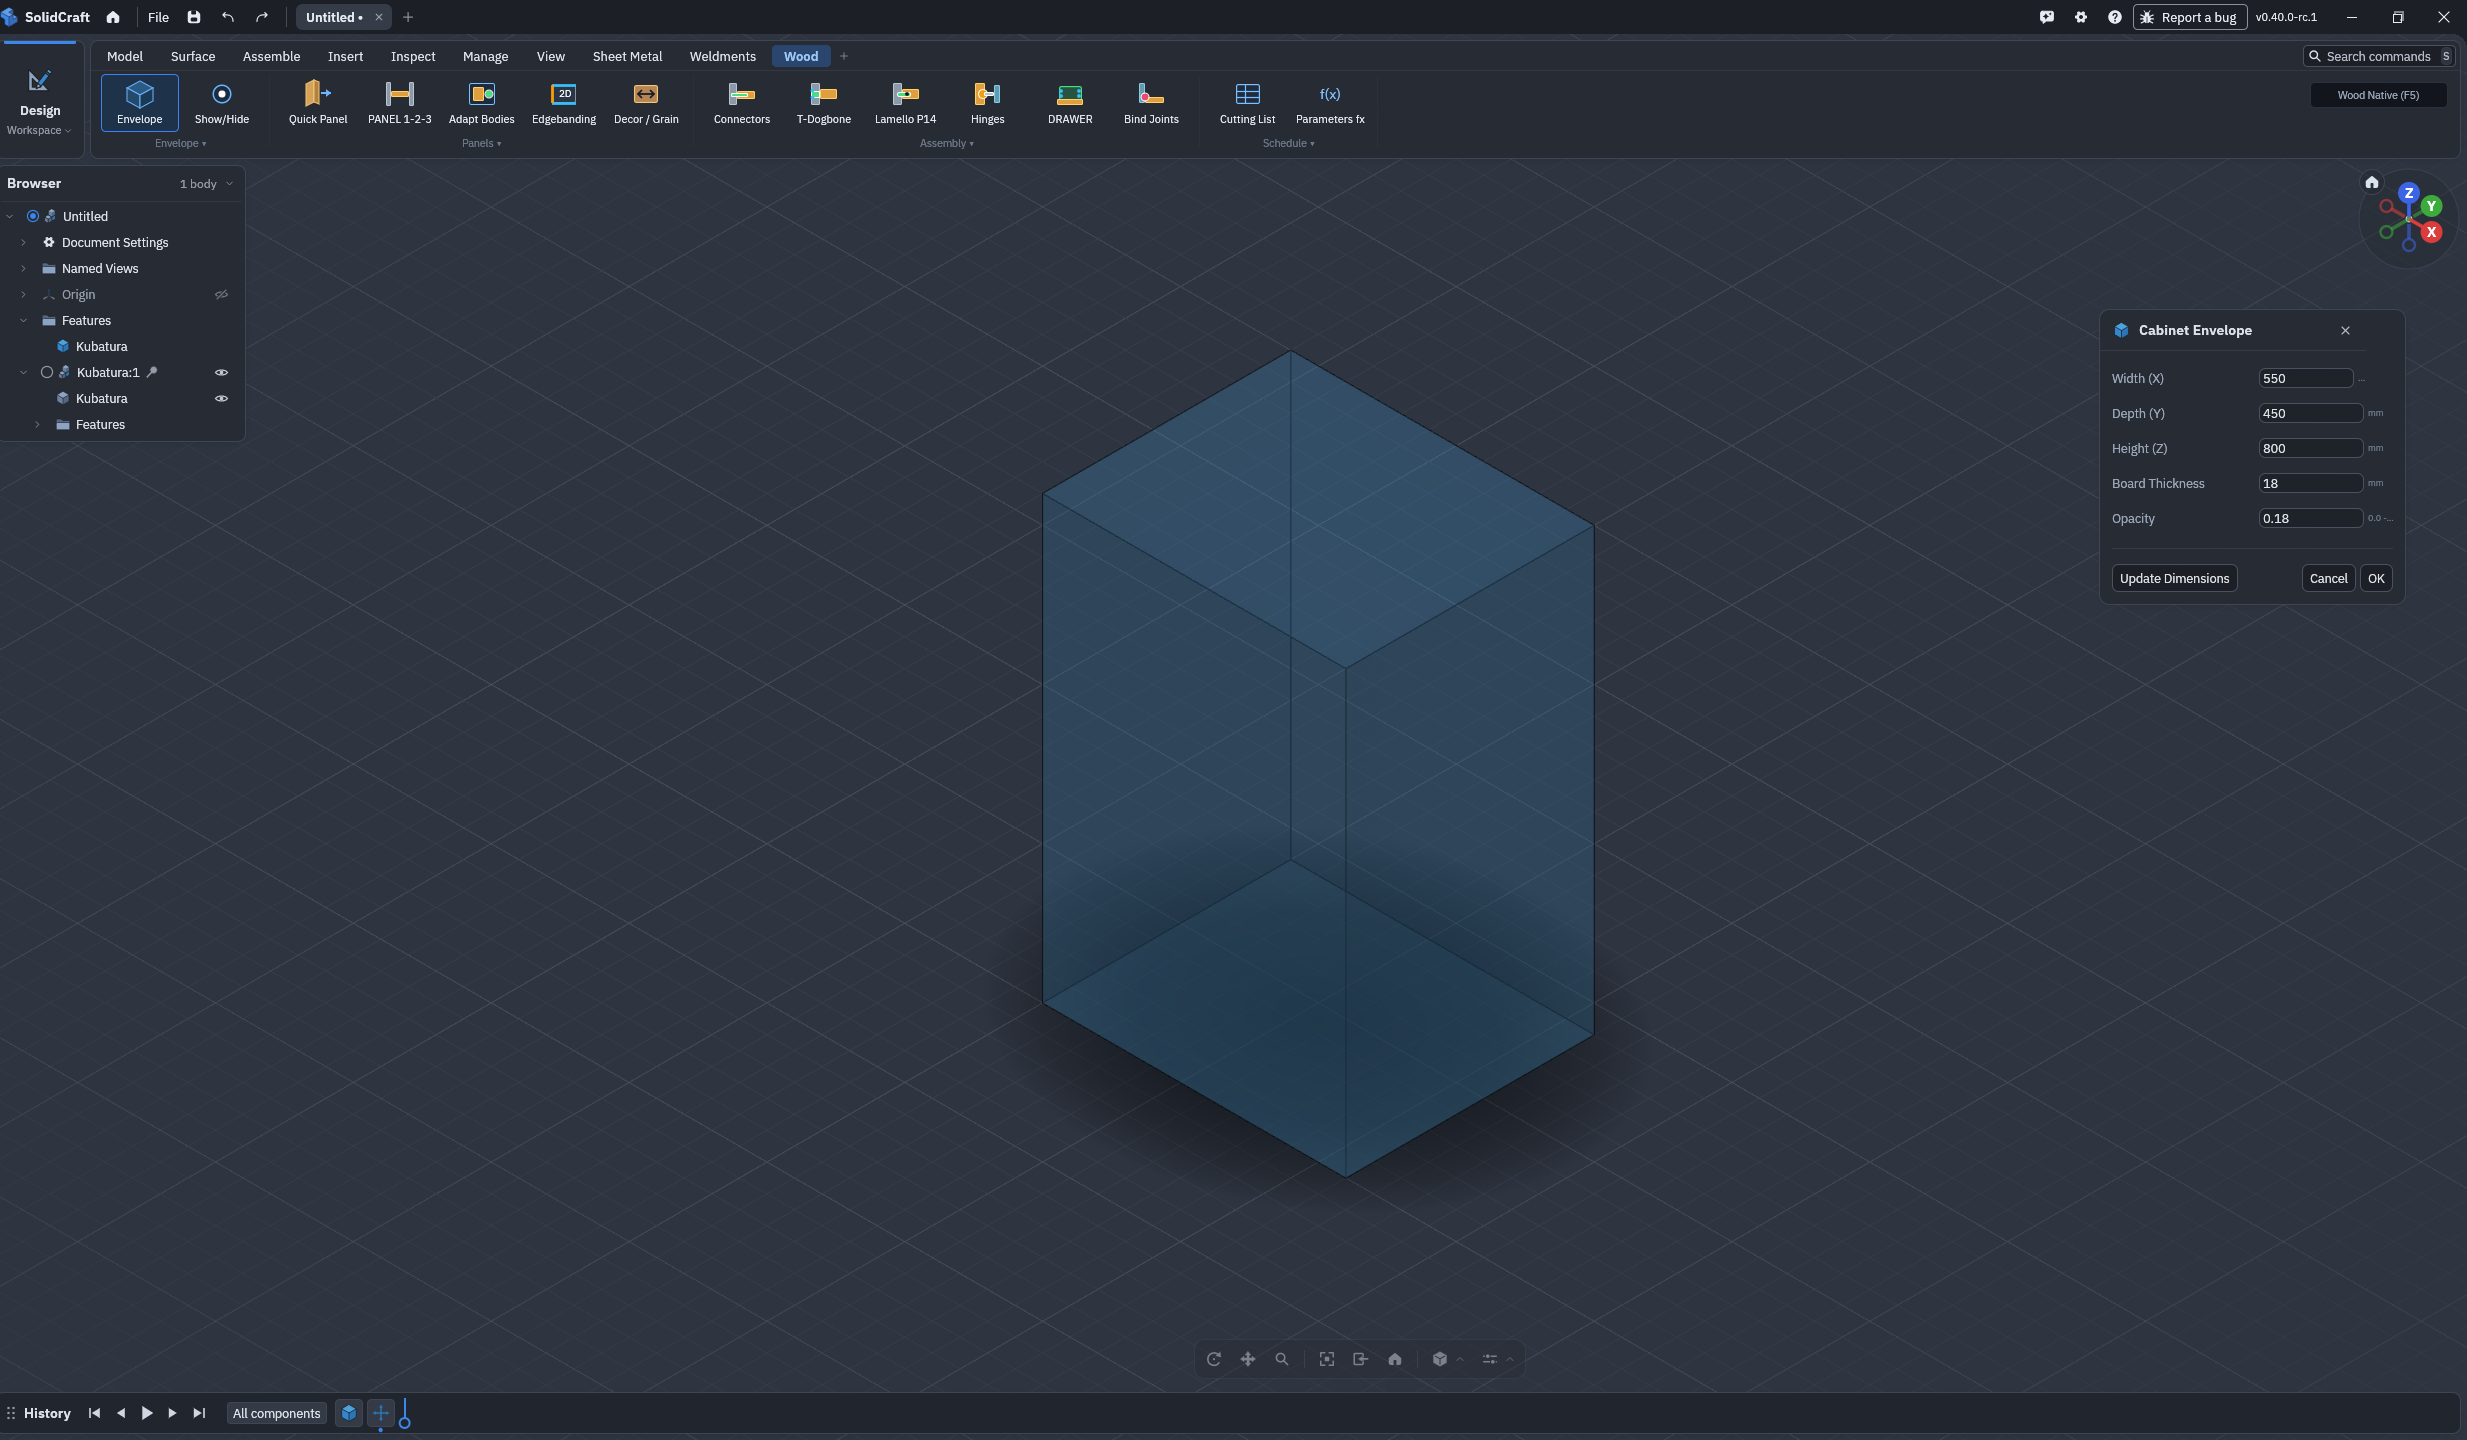 SolidCraft File Untitled • Report a bug v0.40.0-rc.1
Model Surface Assemble Insert Inspect Manage View Sheet Metal Weldments Wood Search commands S
Design
Workspace
Envelope Show/Hide Quick Panel PANEL 1-2-3 Adapt Bodies 2D Edgebanding Decor / Grain Connectors T-Dogbone Lamello P14 Hinges DRAWER Bind Joints Cutting List f(x) Parameters fx
Wood Native (F5)
Envelope Panels Assembly Schedule
Browser 1 body
Untitled
Document Settings
Named Views
Origin
Features
Kubatura
Kubatura:1
Kubatura
Features
Z
Y
X
Cabinet Envelope
Width (X) 550 ...
Depth (Y) 450 mm
Height (Z) 800 mm
Board Thickness 18 mm
Opacity 0.18 0.0 -...
Update Dimensions Cancel OK
History All components